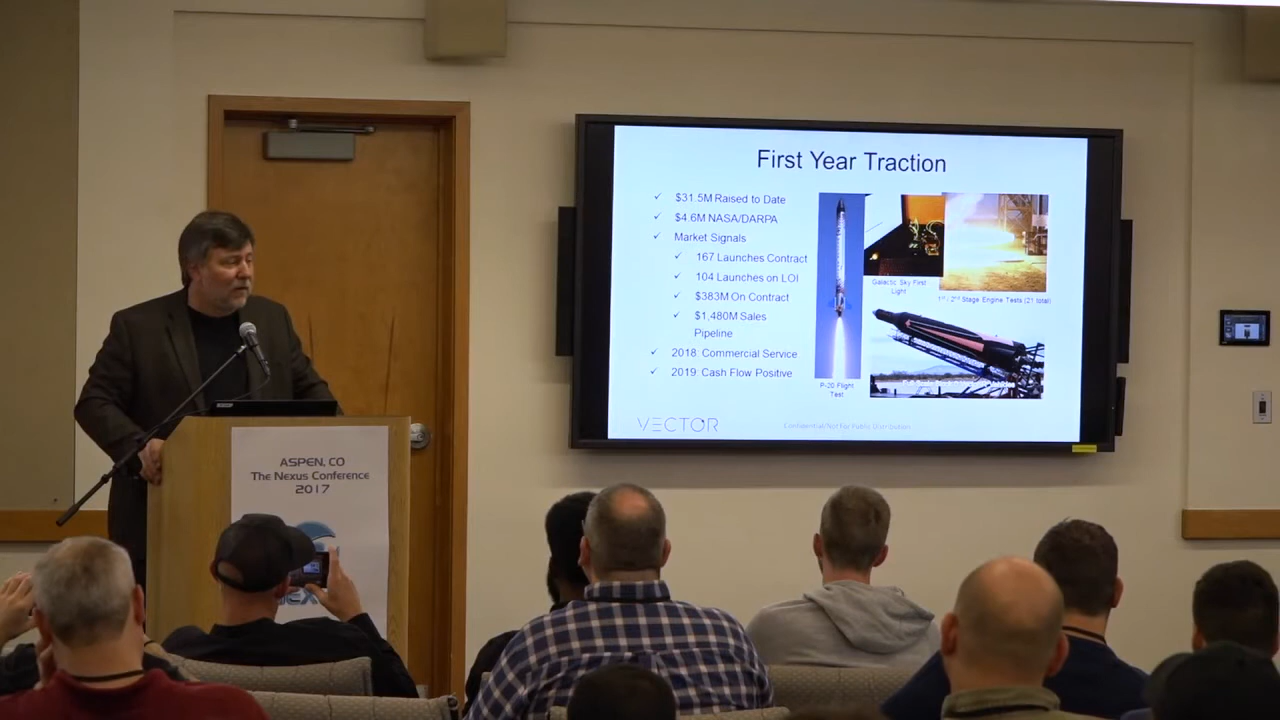 First Year Traction
$31.5M Raised to Date
$4.6M NASA/DARPA
Market Signals
167 Launches Contract
104 Launches on LOI
$383M On Contract
$1,480M Sales
Pipeline
2018: Commercial Service
2019: Cash Flow Positive
P-20 Flight
Test
Galactic Sky First
Light
1st / 2nd Stage Engine Tests (21 total)
VECTOR
Confidential/Not For Public Distribution
ASPEN, CO
The Nexus Conference
2017